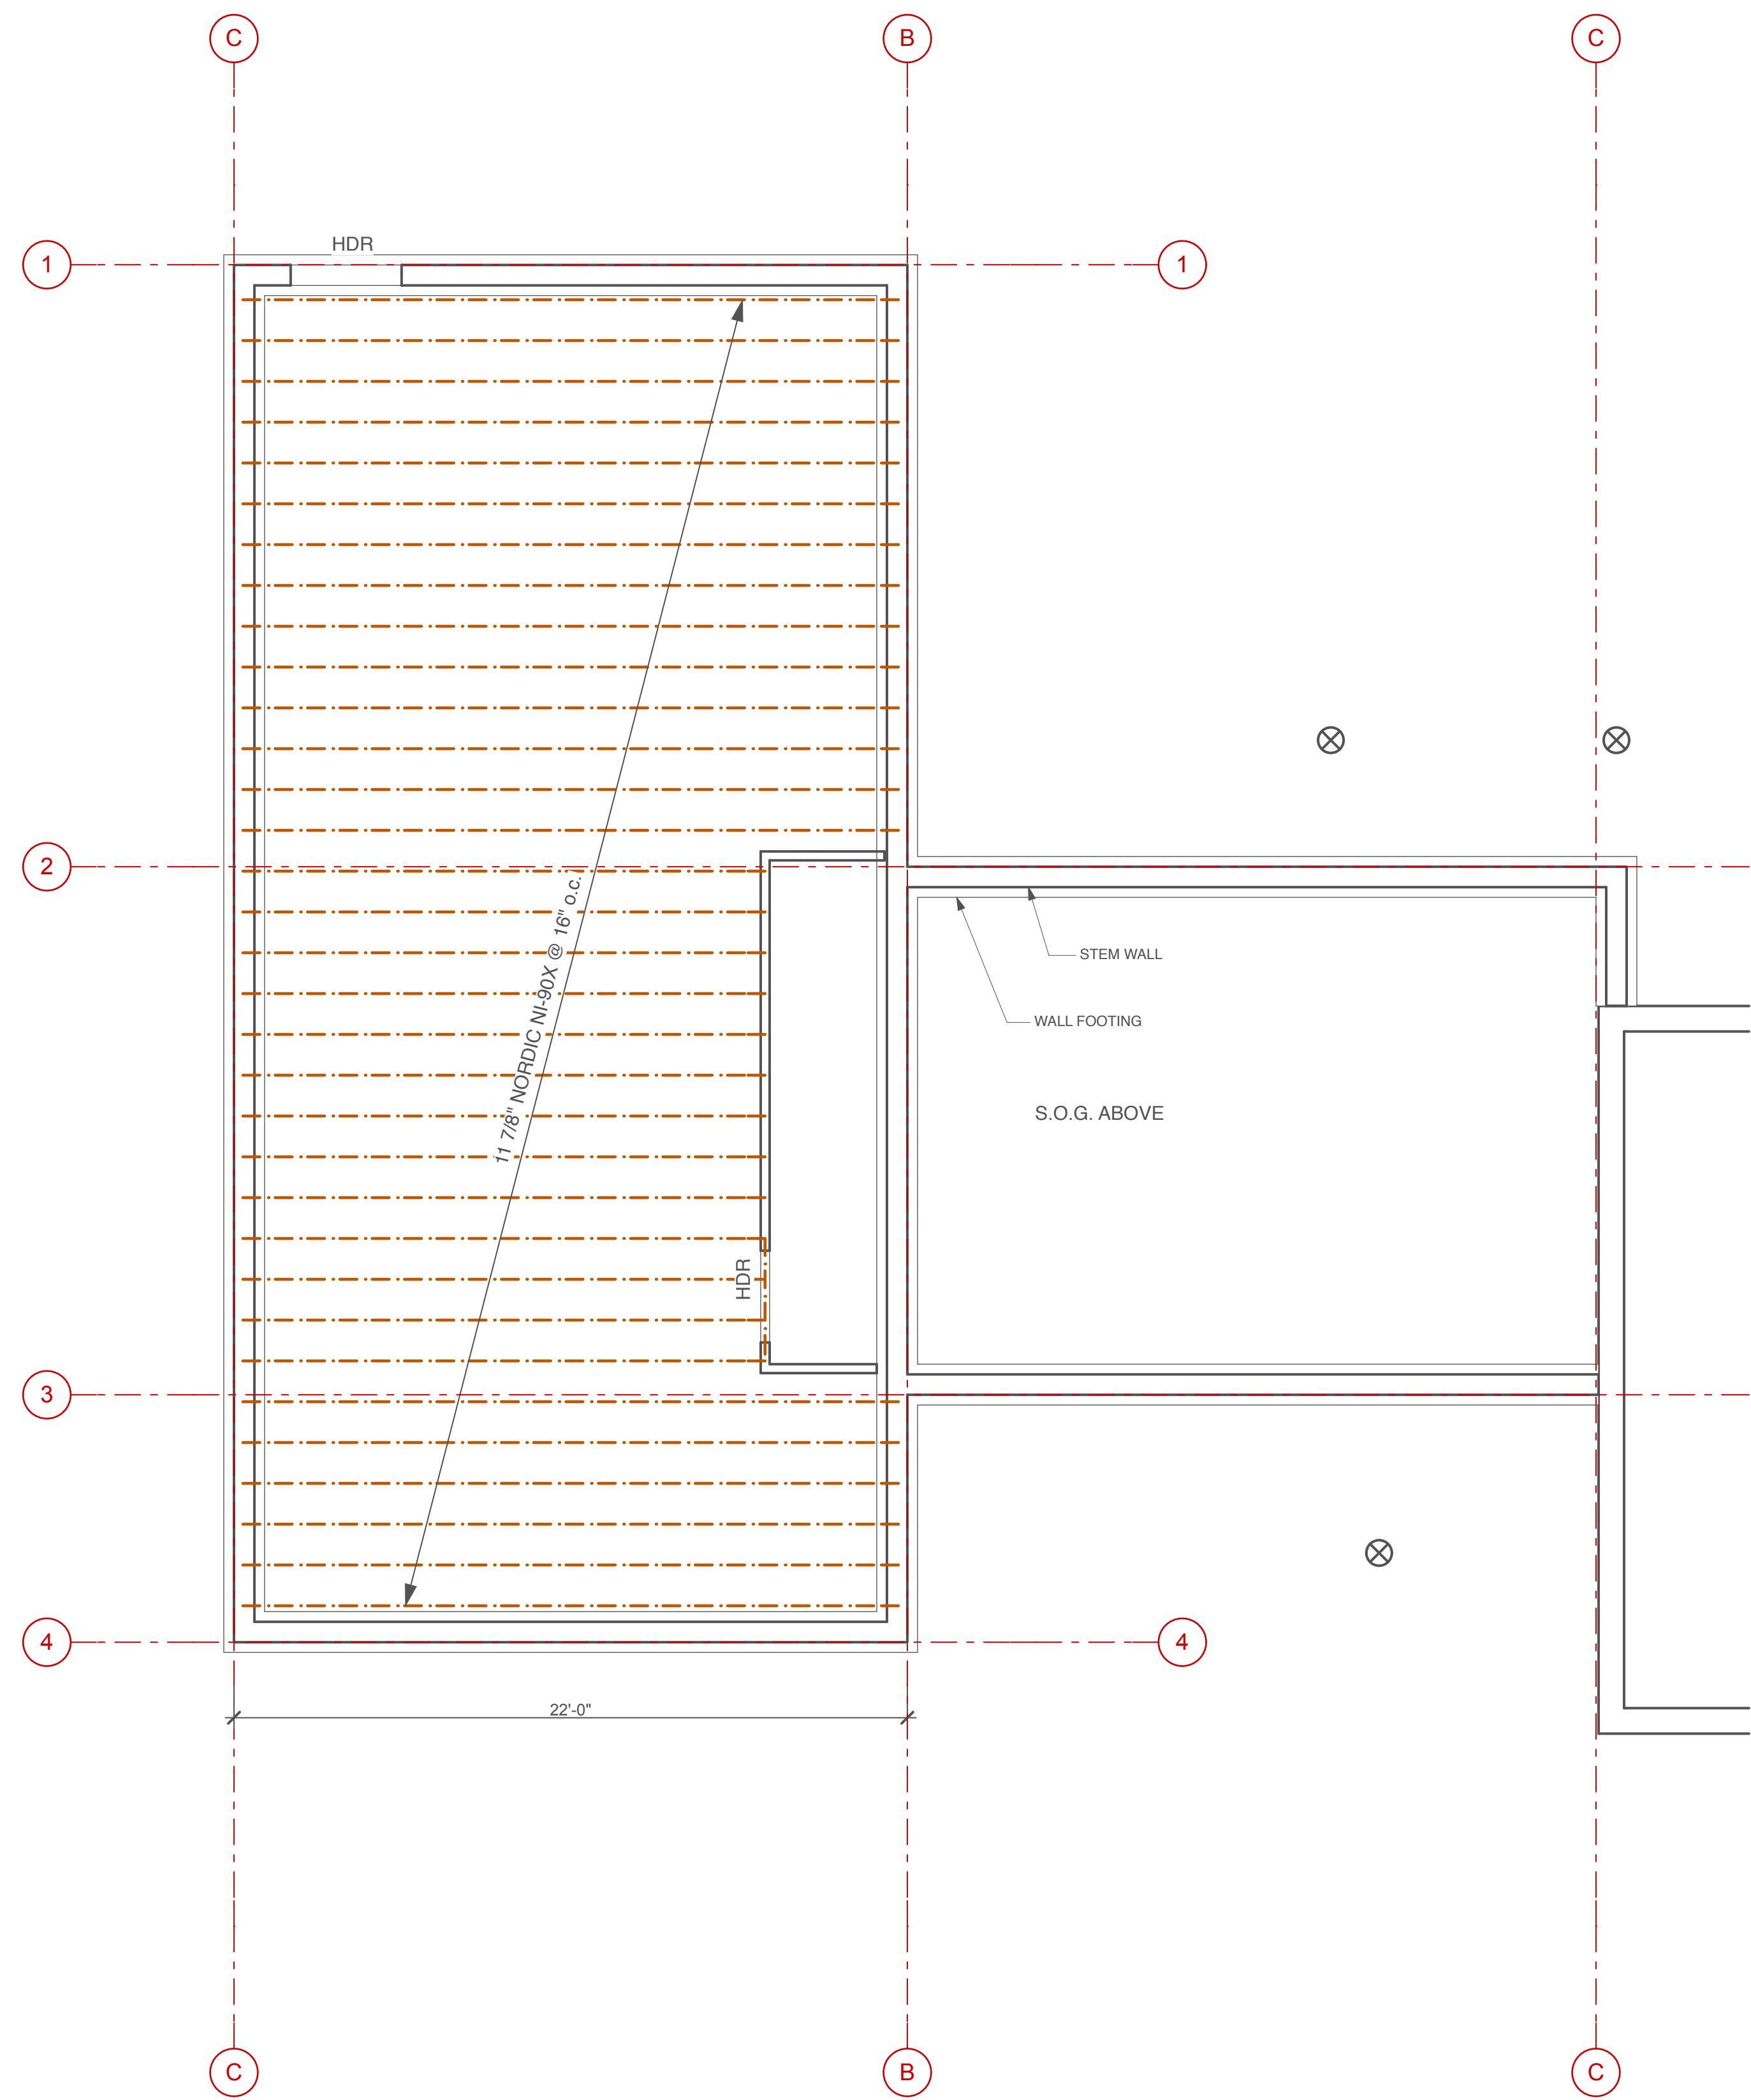 C
B
C
HDR
1
1
2
STEM WALL
WALL FOOTING
11 7/8" NORDIC NI-90X @ 16" o.c.
S.O.G. ABOVE
HDR
3
4
4
22'-0"
C
B
C